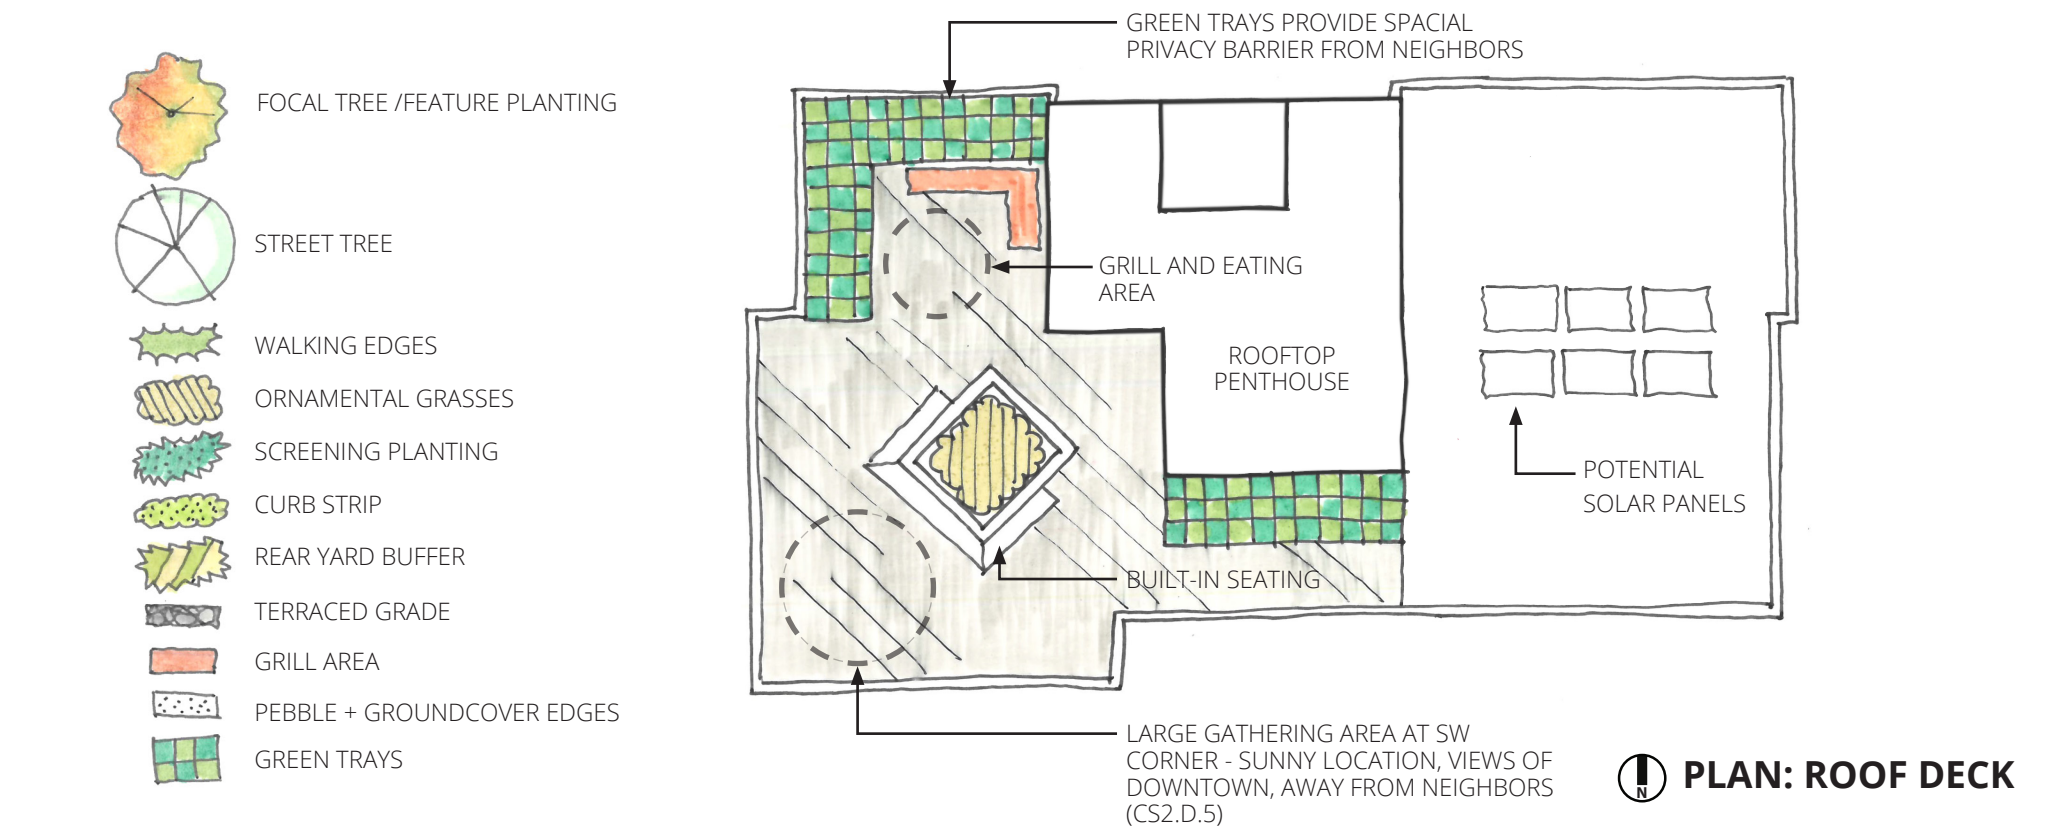 GREEN TRAYS PROVIDE SPACIAL
PRIVACY BARRIER FROM NEIGHBORS
FOCAL TREE /FEATURE PLANTING
STREET TREE
WALKING EDGES
ORNAMENTAL GRASSES
SCREENING PLANTING
CURB STRIP
REAR YARD BUFFER
TERRACED GRADE
GRILL AREA
PEBBLE + GROUNDCOVER EDGES
GREEN TRAYS
GRILL AND EATING
AREA
ROOFTOP
PENTHOUSE
POTENTIAL
SOLAR PANELS
BUILT-IN SEATING
LARGE GATHERING AREA AT SW
CORNER - SUNNY LOCATION, VIEWS OF
DOWNTOWN, AWAY FROM NEIGHBORS
(CS2.D.5)
N
PLAN: ROOF DECK